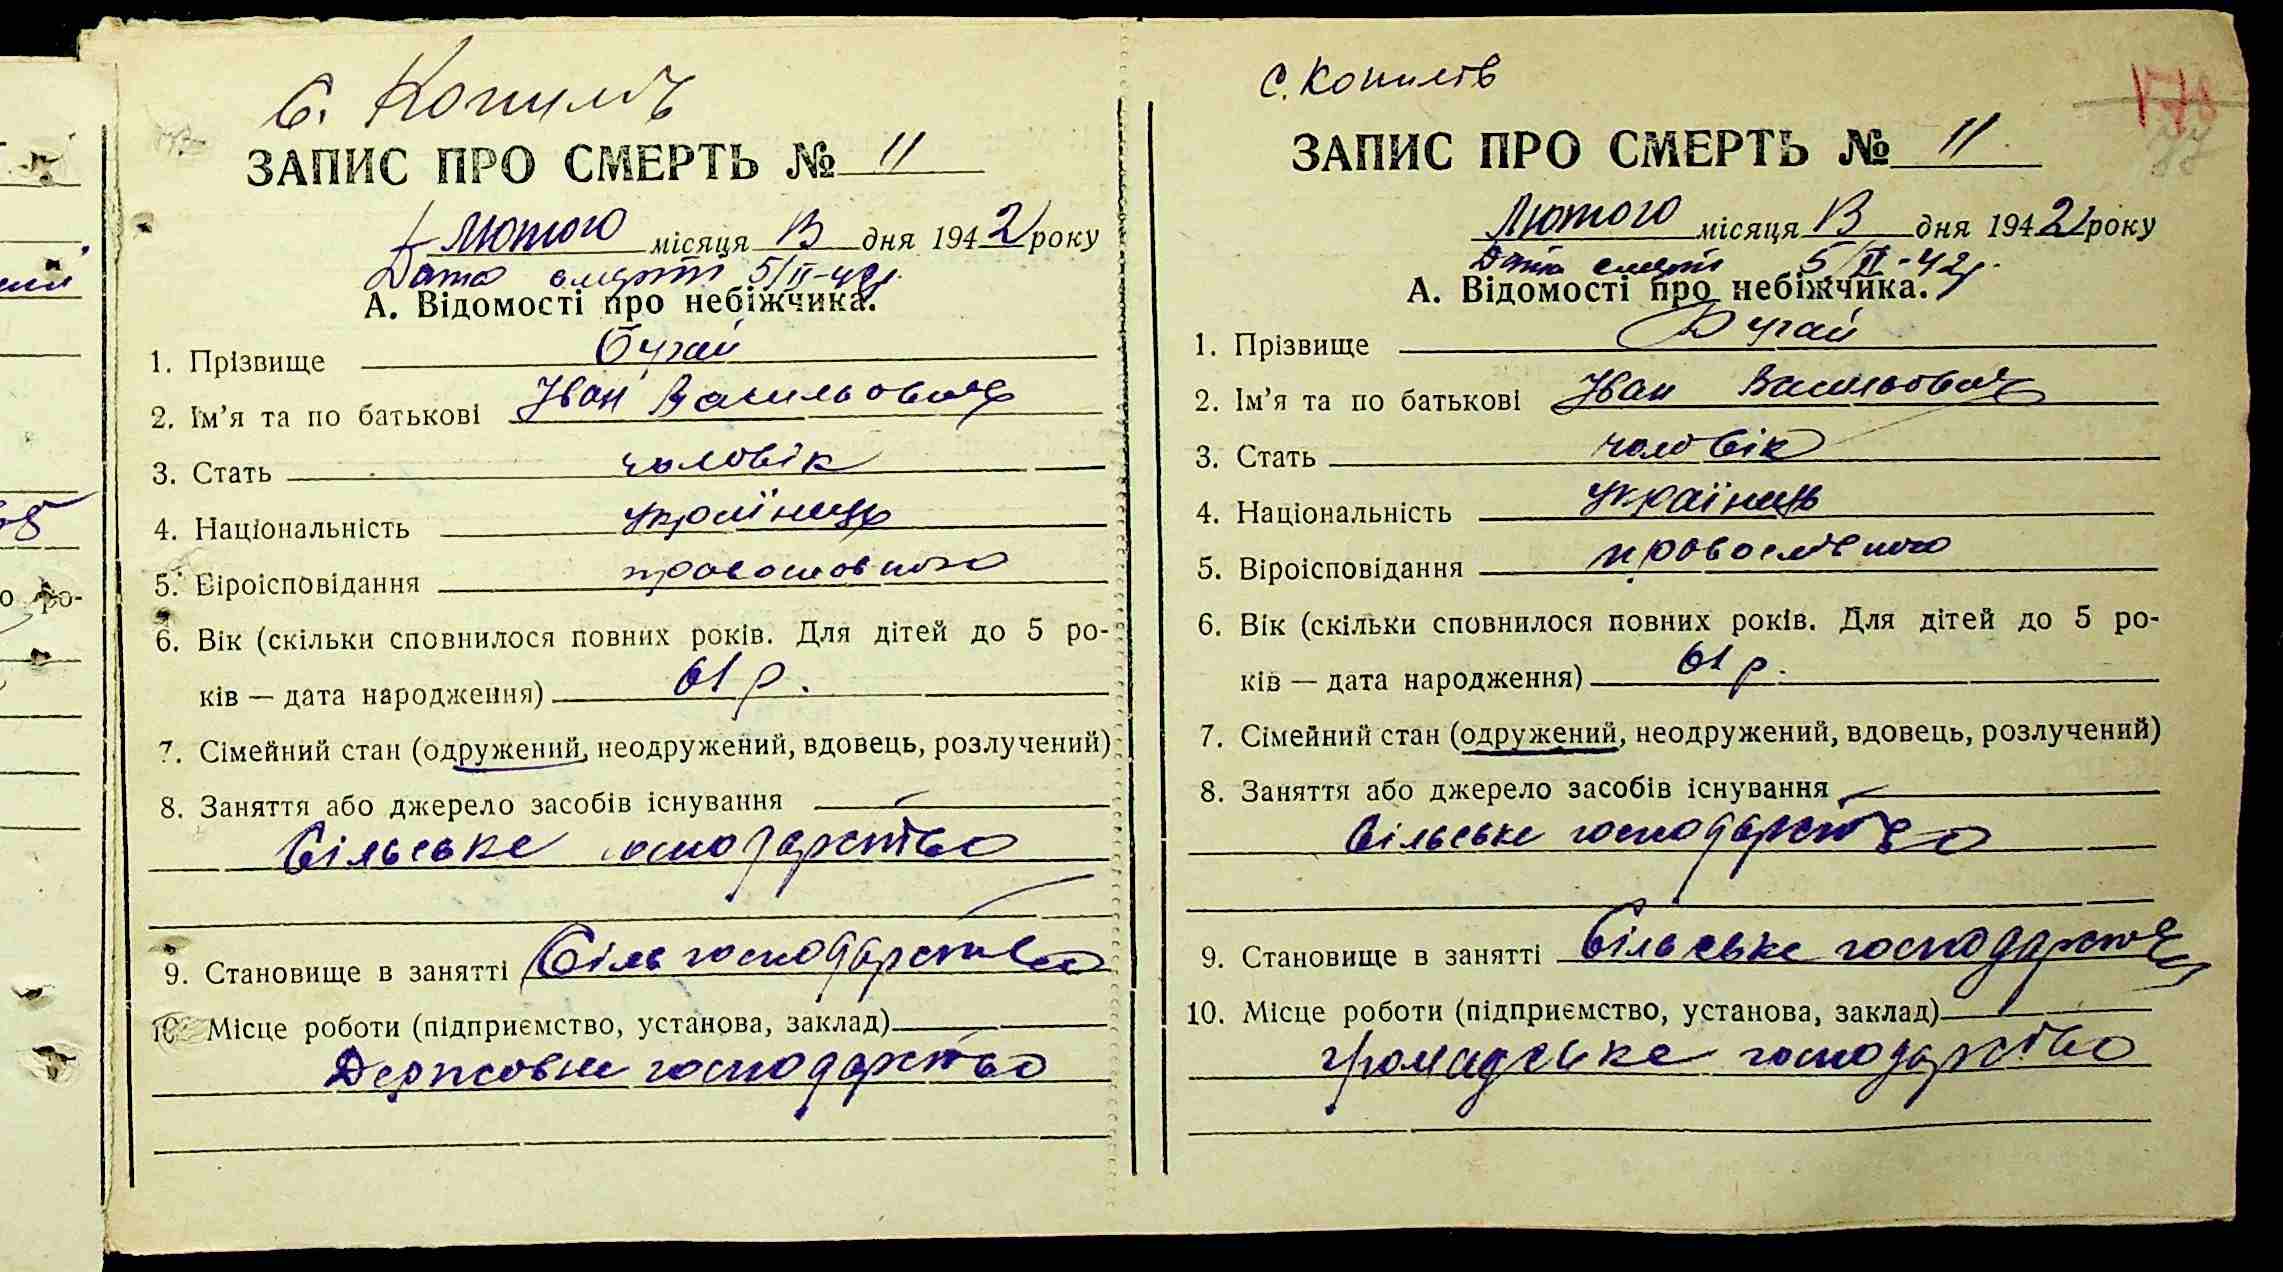 с. Копилів
ЗАПИС ПРО СМЕРТЬ № 11
Лютого місяця 13 дня 1942 року
Дата смерті 5/II-42р.
А. Відомості про небіжчика.
1. Прізвище Бугай
2. Ім’я та по батькові Іван Васильович
3. Стать чоловік
4. Національність українець
5. Віроісповідання православного
6. Вік (скільки сповнилося повних років. Для дітей до 5 ро-
ків — дата народження) 61 р.
7. Сімейний стан (одружений, неодружений, вдовець, розлучений)
8. Заняття або джерело засобів існування
Сільське господарство
9. Становище в занятті Сільгосподарство
10. Місце роботи (підприємство, установа, заклад)
Державне господарство
с. Копилів
178
77
ЗАПИС ПРО СМЕРТЬ № 11
Лютого місяця 13 дня 1942 року
Дата смерті 5/II-42р.
А. Відомості про небіжчика.
1. Прізвище Бугай
2. Ім’я та по батькові Іван Васильович
3. Стать чоловік
4. Національність українець
5. Віроісповідання православного
6. Вік (скільки сповнилося повних років. Для дітей до 5 ро-
ків — дата народження) 61 р.
7. Сімейний стан (одружений, неодружений, вдовець, розлучений)
8. Заняття або джерело засобів існування
Сільське господарство
9. Становище в занятті Сільське господарство
10. Місце роботи (підприємство, установа, заклад)
громадське господарство